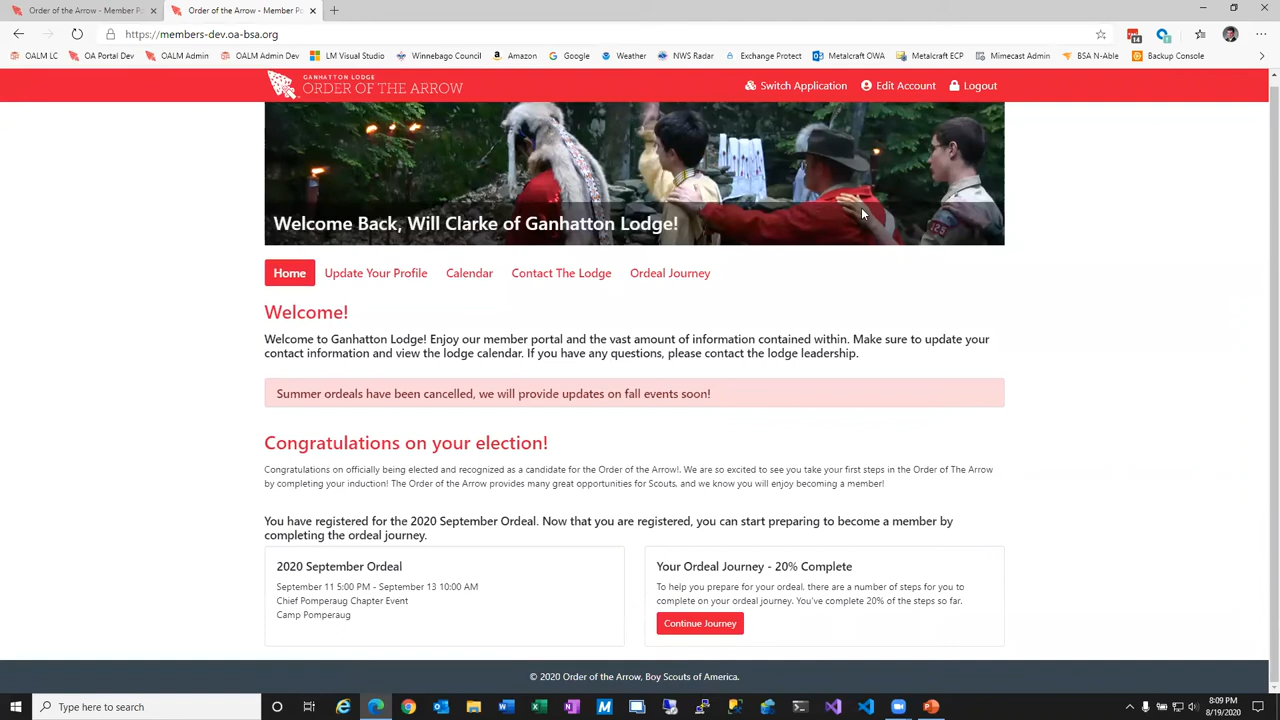 Order of the Arrow - Member P
Order of the Arrow - Member Po
https://members-dev.oa-bsa.org
14
OALM LC
OA Portal Dev
OALM Admin
OALM Admin Dev
LM Visual Studio
Winnebago Council
Amazon
Google
Weather
NWS Radar
Exchange Protect
Metalcraft OWA
Metalcraft ECP
Mimecast Admin
BSA N-Able
Backup Console
GANHATTON LODGE
ORDER OF THE ARROW
Switch Application
Edit Account
Logout
Welcome Back, Will Clarke of Ganhatton Lodge!
Home
Update Your Profile
Calendar
Contact The Lodge
Ordeal Journey
Welcome!
Welcome to Ganhatton Lodge! Enjoy our member portal and the vast amount of information contained within. Make sure to update your
contact information and view the lodge calendar. If you have any questions, please contact the lodge leadership.
Summer ordeals have been cancelled, we will provide updates on fall events soon!
Congratulations on your election!
Congratulations on officially being elected and recognized as a candidate for the Order of the Arrow!. We are so excited to see you take your first steps in the Order of The Arrow
by completing your induction! The Order of the Arrow provides many great opportunities for Scouts, and we know you will enjoy becoming a member!
You have registered for the 2020 September Ordeal. Now that you are registered, you can start preparing to become a member by
completing the ordeal journey.
2020 September Ordeal
September 11 5:00 PM - September 13 10:00 AM
Chief Pomperaug Chapter Event
Camp Pomperaug
Your Ordeal Journey - 20% Complete
To help you prepare for your ordeal, there are a number of steps for you to
complete on your ordeal journey. You've complete 20% of the steps so far.
Continue Journey
© 2020 Order of the Arrow, Boy Scouts of America.
Type here to search
8:09 PM
8/19/2020